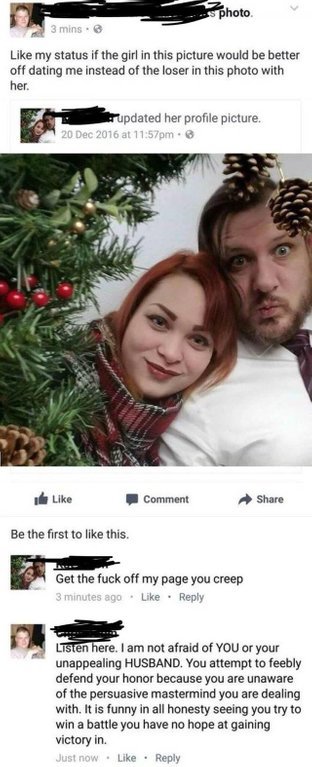 s photo.
3 mins •
Like my status if the girl in this picture would be better
off dating me instead of the loser in this photo with
her.
updated her profile picture.
20 Dec 2016 at 11:57pm •
Like Comment Share
Be the first to like this.
Get the fuck off my page you creep
3 minutes ago • Like • Reply
Listen here. I am not afraid of YOU or your
unappealing HUSBAND. You attempt to feebly
defend your honor because you are unaware
of the persuasive mastermind you are dealing
with. It is funny in all honesty seeing you try to
win a battle you have no hope at gaining
victory in.
Just now • Like • Reply